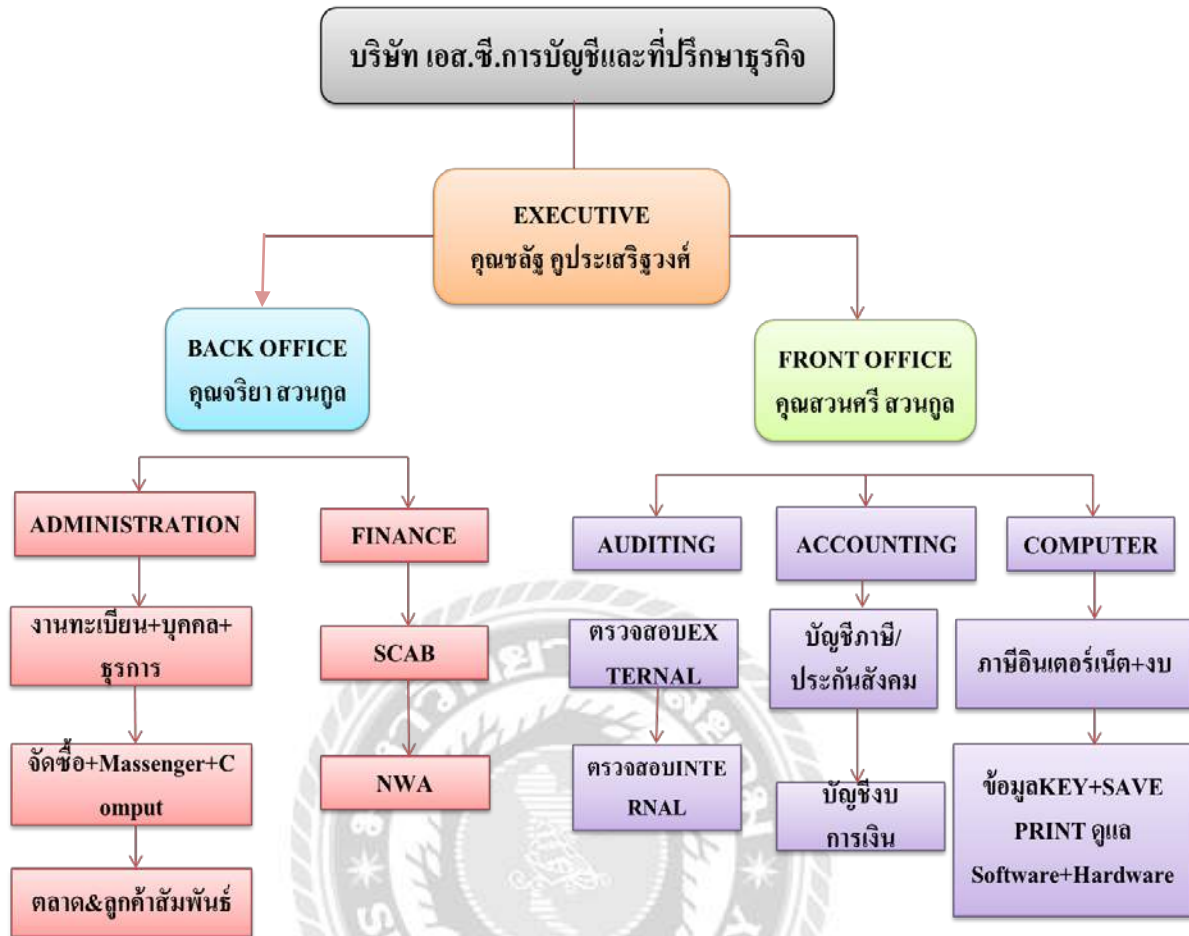 บริษัท เอส.ซี.การบัญชีและที่ปรึกษาธุรกิจ
EXECUTIVE
คุณชลัฐ คูประเสริฐวงศ์
BACK OFFICE
คุณจริยา สวนกูล
FRONT OFFICE
คุณสวนศรี สวนกูล
ADMINISTRATION
งานทะเบียน+บุคคล+
ธุรการ
จัดซื้อ+Massenger+C
omput
ตลาด&ลูกค้าสัมพันธ์
FINANCE
SCAB
NWA
AUDITING
ตรวจสอบEX
TERNAL
ตรวจสอบINTE
RNAL
ACCOUNTING
บัญชีภาษี/
ประกันสังคม
บัญชีงบ
การเงิน
COMPUTER
ภาษีอินเตอร์เน็ต+งบ
ข้อมูลKEY+SAVE
PRINT ดูแล
Software+Hardware